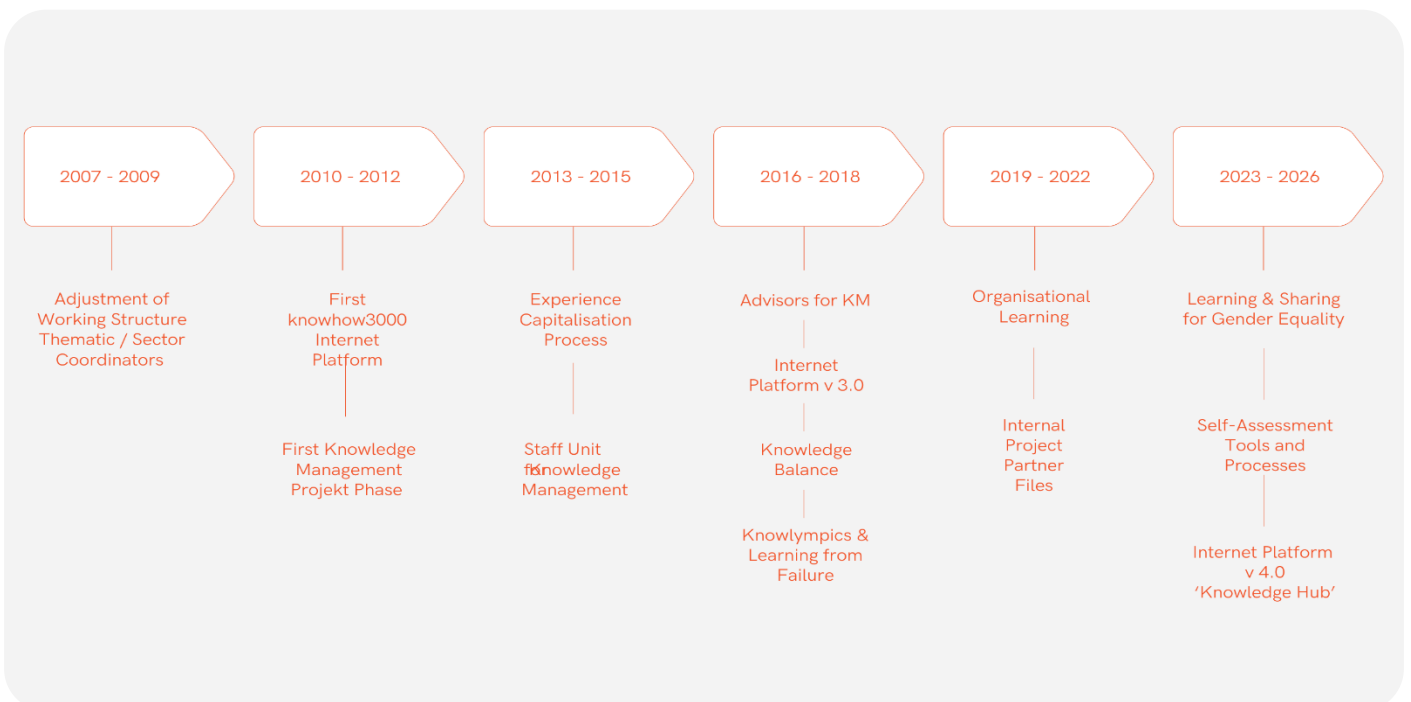 2007 - 2009
Adjustment of
Working Structure
Thematic / Sector
Coordinators
2010 - 2012
First
knowhow3000
Internet
Platform
First Knowledge
Management
Projekt Phase
2013 - 2015
Experience
Capitalisation
Process
Staff Unit
for Knowledge
Management
2016 - 2018
Advisors for KM
Internet
Platform v 3.0
Knowledge
Balance
Knowlympics &
Learning from
Failure
2019 - 2022
Organisational
Learning
Internal
Project
Partner
Files
2023 - 2026
Learning & Sharing
for Gender Equality
Self-Assessment
Tools and
Processes
Internet Platform
v 4.0
‘Knowledge Hub’